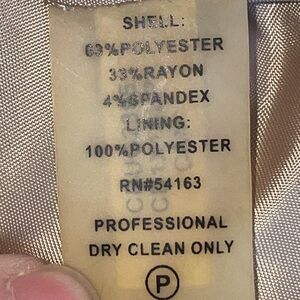 SHELL:
63%POLYESTER
33%RAYON
4%SPANDEX
LINING:
100%POLYESTER
RN#54163
PROFESSIONAL
DRY CLEAN ONLY
P